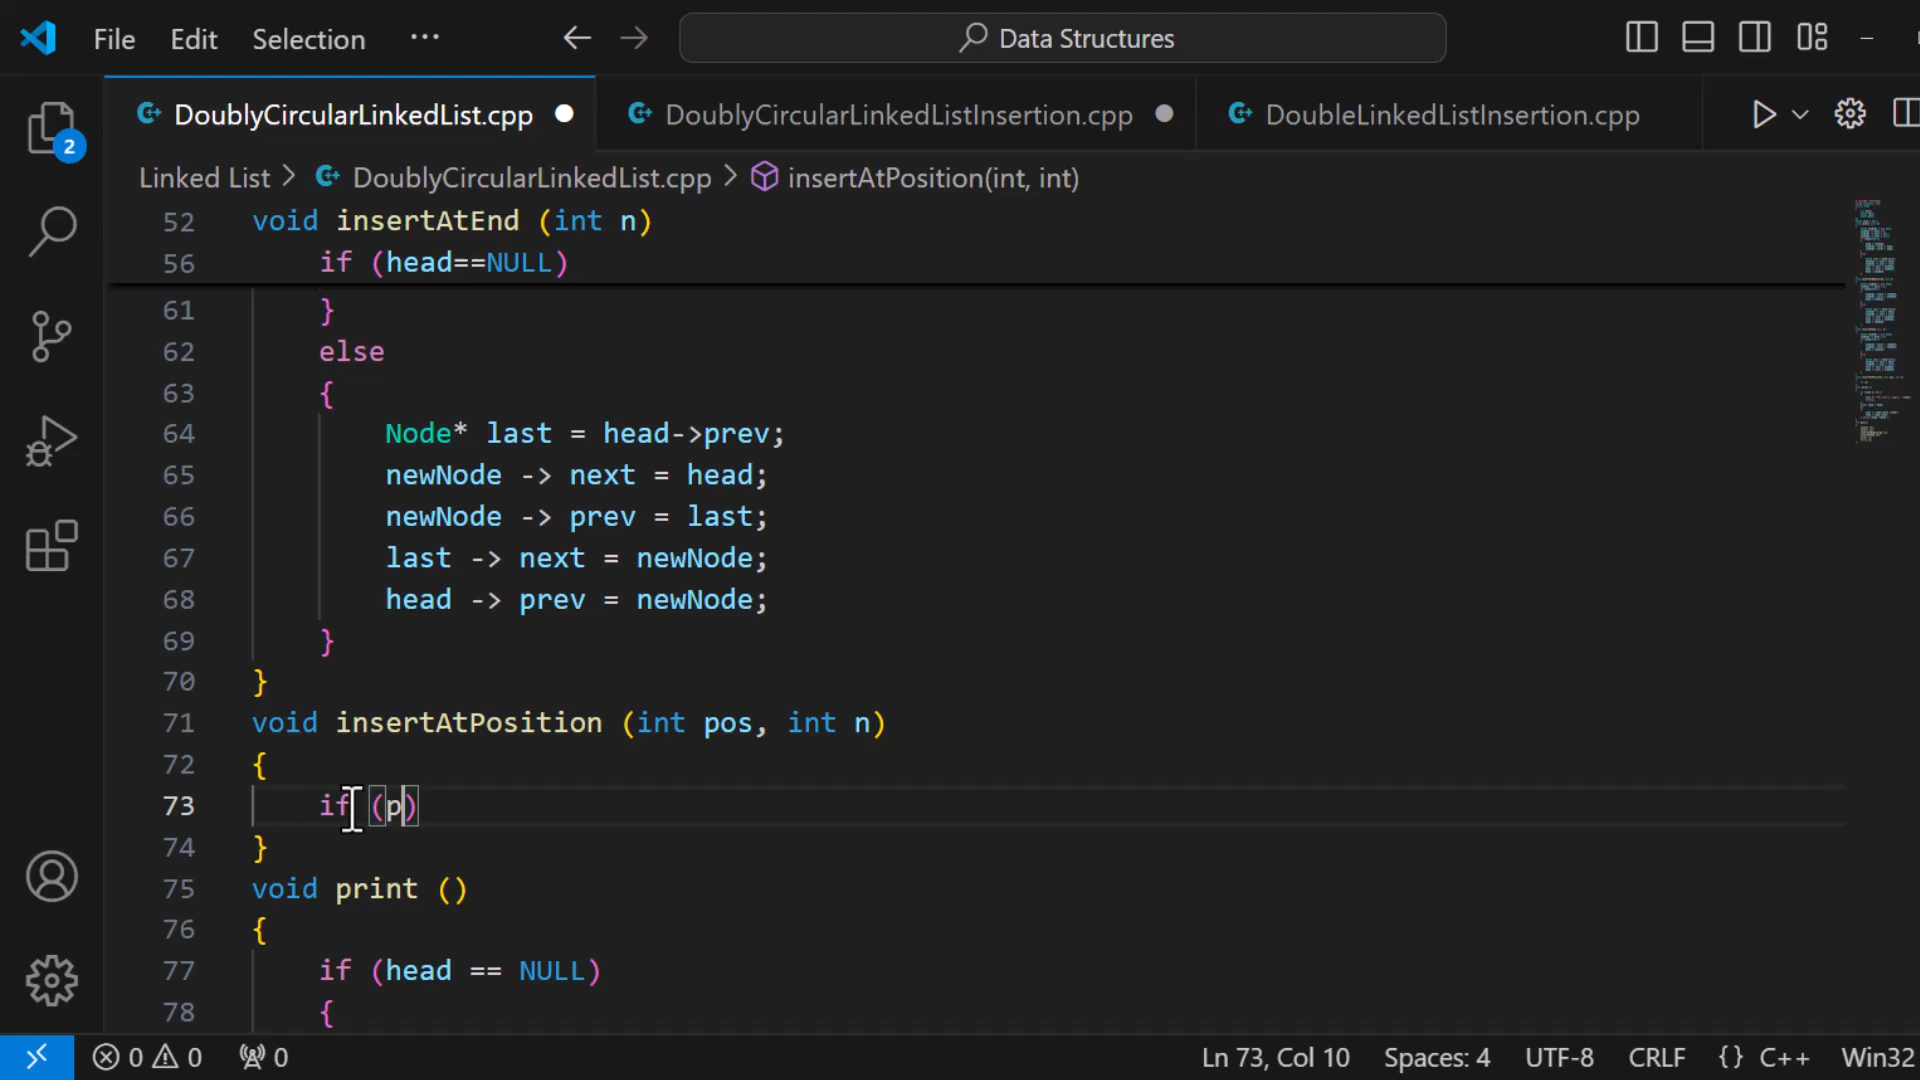 File Edit Selection ··· Data Structures
DoublyCircularLinkedList.cpp DoublyCircularLinkedListInsertion.cpp DoubleLinkedListInsertion.cpp
2
Linked List > DoublyCircularLinkedList.cpp > insertAtPosition(int, int)
52 void insertAtEnd (int n)
56 if (head==NULL)
61 }
62 else
63 {
64 Node* last = head->prev;
65 newNode -> next = head;
66 newNode -> prev = last;
67 last -> next = newNode;
68 head -> prev = newNode;
69 }
70 }
71 void insertAtPosition (int pos, int n)
72 {
73 if (p)
74 }
75 void print ()
76 {
77 if (head == NULL)
78 {
0 0 0 Ln 73, Col 10 Spaces: 4 UTF-8 CRLF {} C++ Win32